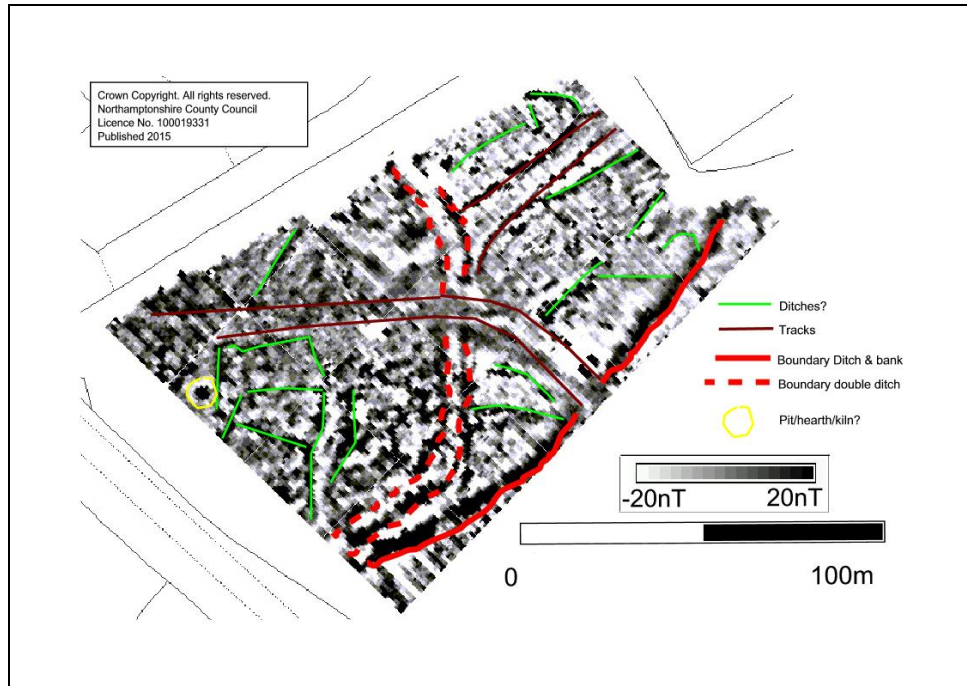 Crown Copyright. All rights reserved.
Northamptonshire County Council
Licence No. 100019331
Published 2015
Ditches?
Tracks
Boundary Ditch & bank
Boundary double ditch
Pit/hearth/kiln?
-20nT 20nT
0 100m